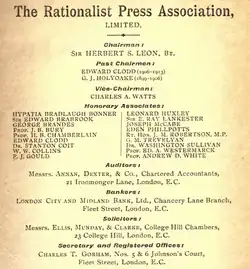 The Rationalist Press Association,
LIMITED.
Chairman:
SIR HERBERT S. LEON, BT.
Past Chairmen:
EDWARD CLODD (1906-1913)
G. J. HOLYOAKE (1899-1906)
Vice-Chairman:
CHARLES A. WATTS
Honorary Associates:
HYPATIA BRADLAUGH BONNER
SIR EDWARD BRABROOK
GEORGE BRANDES
PROF. J. B. BURY
PROF. H. B. CHAMBERLAIN
EDWARD CLODD
DR. STANTON COIT
W. W. COLLINS
F. J. GOULD
LEONARD HUXLEY
SIR E. RAY LANKESTER
JOSEPH McCABE
EDEN PHILLPOTTS
RT. HON. J. M. ROBERTSON, M.P.
G. M. TREVELYAN
DR. WASHINGTON SULLIVAN
PROF. ED. A. WESTERMARCK
PROF. ANDREW D. WHITE
Auditors:
MESSRS. ANNAN, DEXTER, & CO., Chartered Accountants,
21 Ironmonger Lane, London, E.C.
Bankers:
LONDON CITY AND MIDLAND BANK, LTD., Chancery Lane Branch,
Fleet Street, London, E.C.
Solicitors:
MESSRS. ELLIS, MUNDAY, & CLARKE, College Hill Chambers,
23 College Hill, London, E.C.
Secretary and Registered Offices:
CHARLES T. GORHAM, Nos. 5 & 6 Johnson's Court,
Fleet Street, London, E.C.